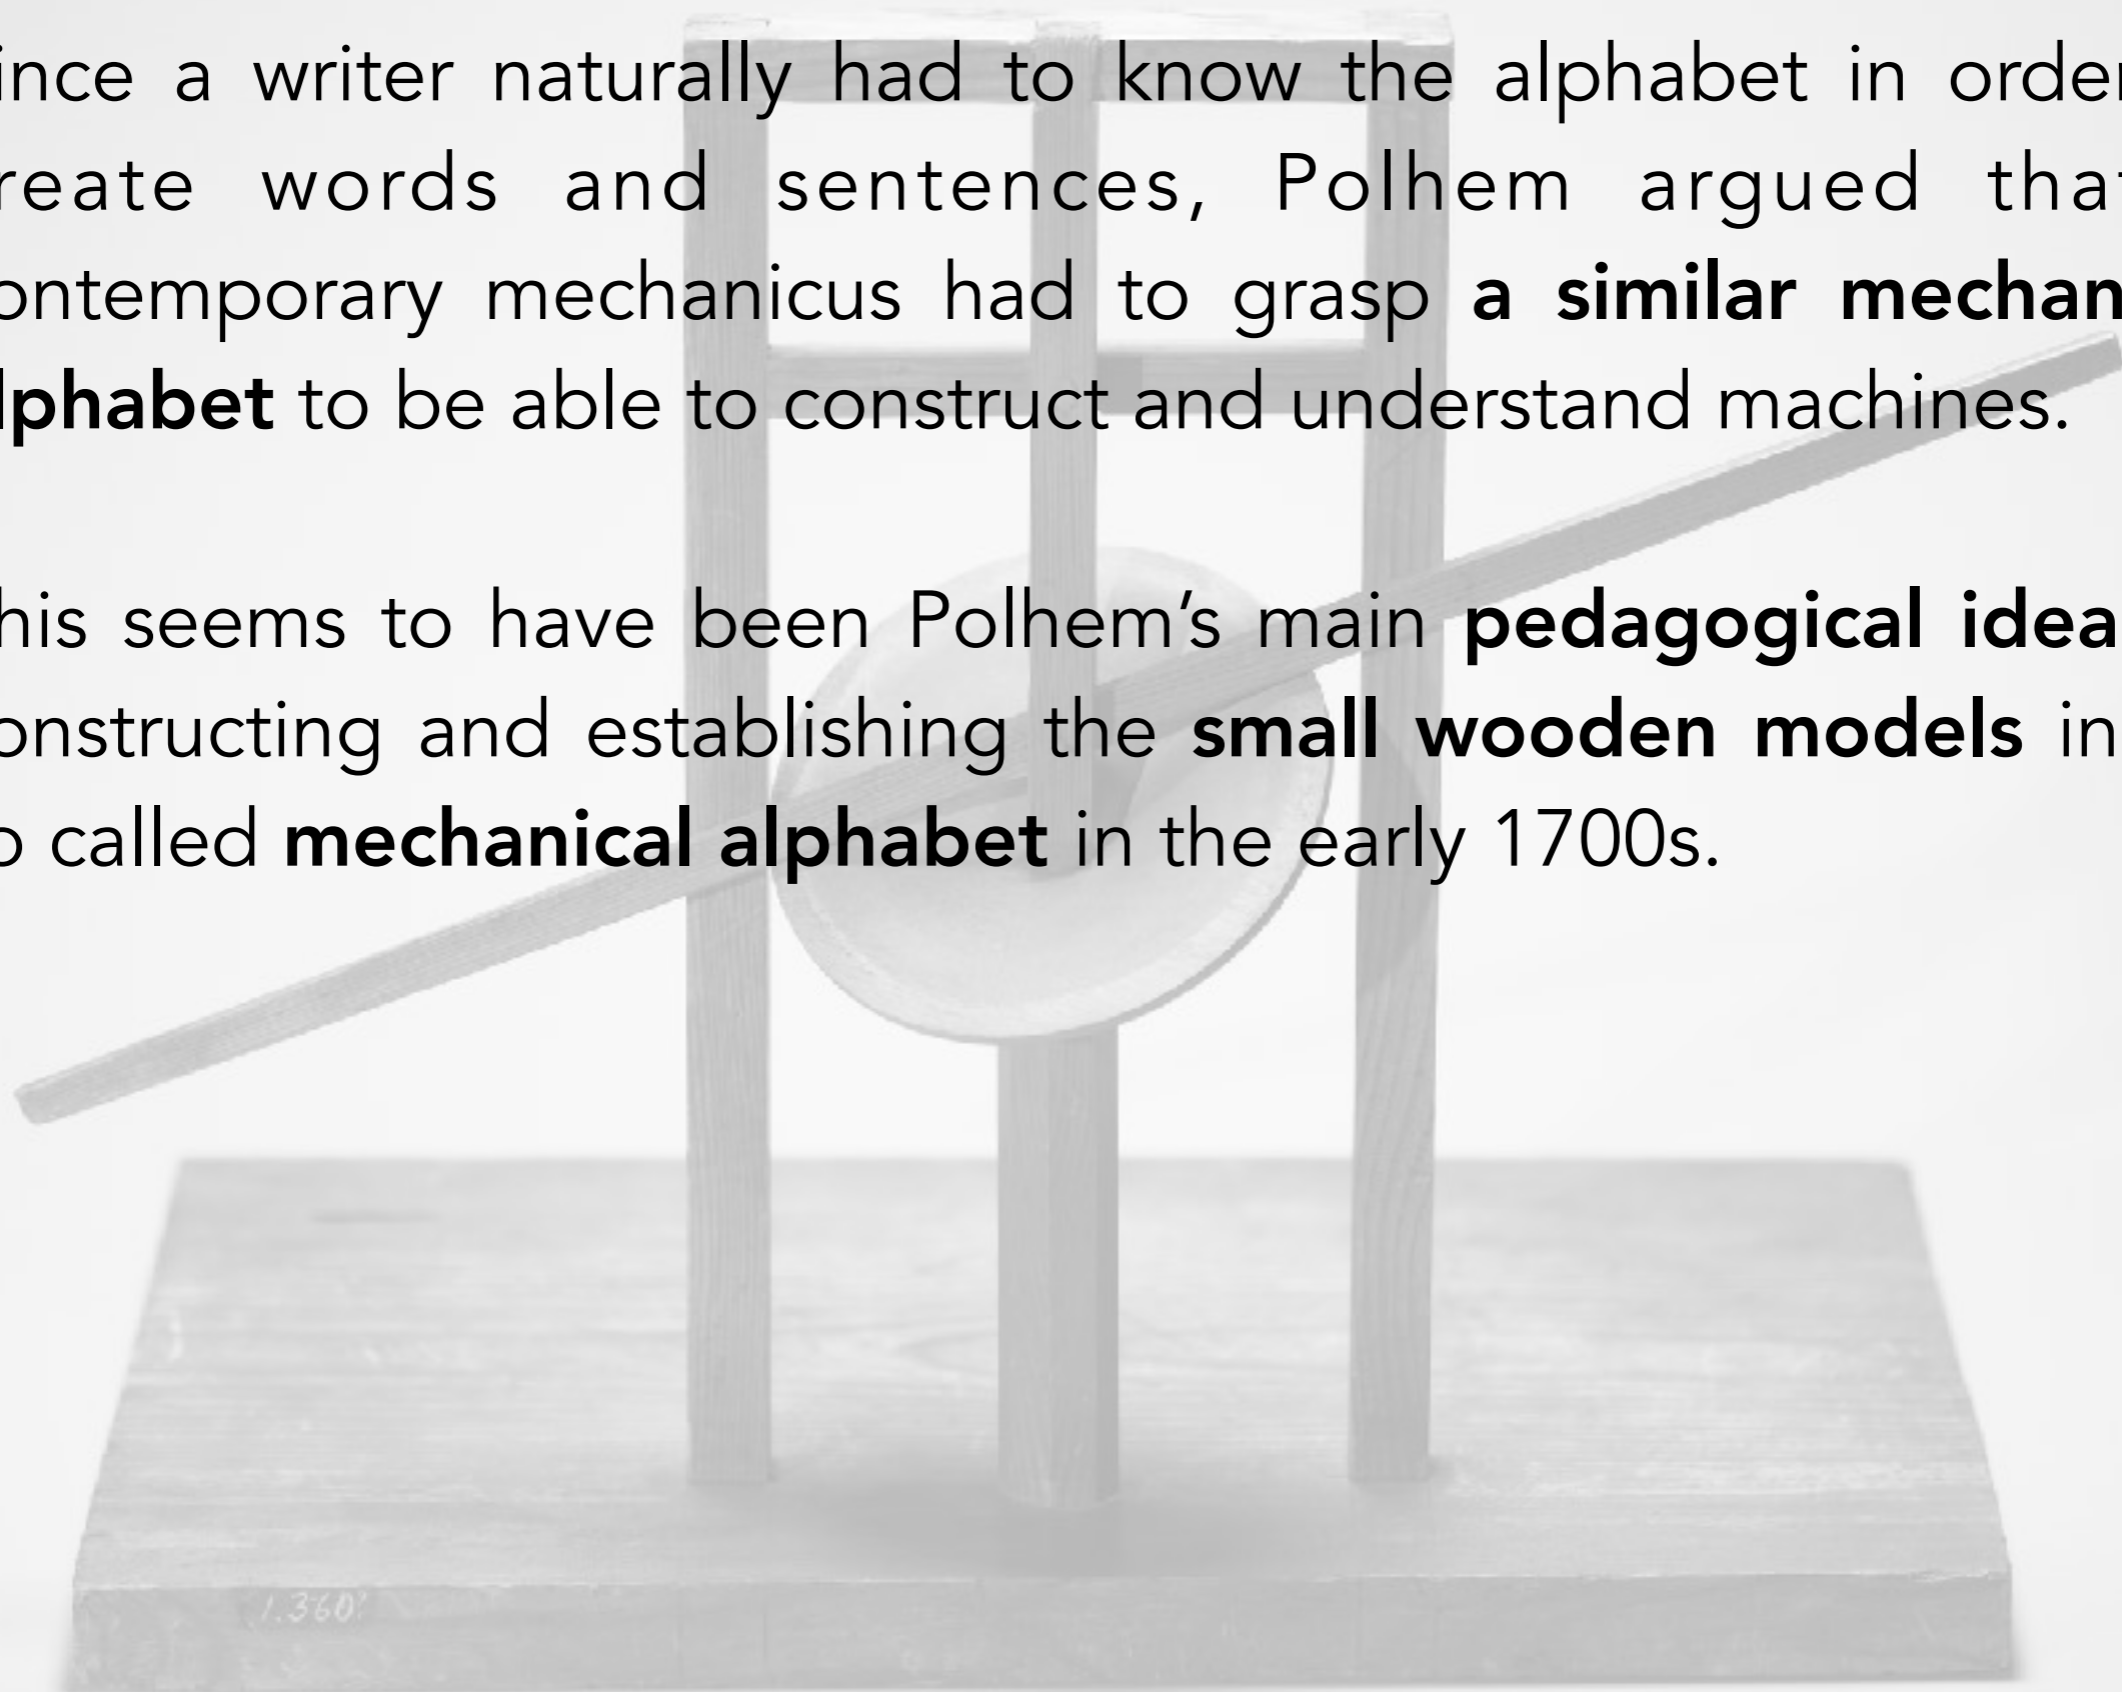 ince a writer naturally had to know the alphabet in order
reate words and sentences, Polhem argued that
ontemporary mechanicus had to grasp a similar mechan
lphabet to be able to construct and understand machines.
his seems to have been Polhem’s main pedagogical idea
onstructing and establishing the small wooden models in
o called mechanical alphabet in the early 1700s.